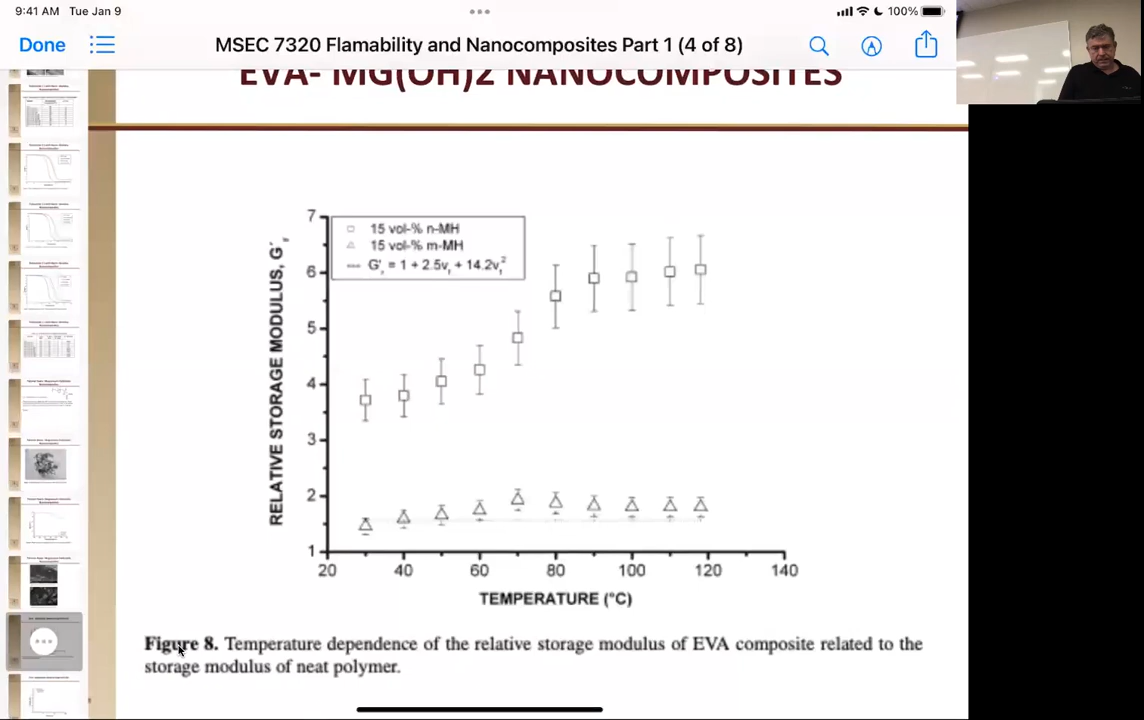 9:41 AM Tue Jan 9
100%
Done
MSEC 7320 Flamability and Nanocomposites Part 1 (4 of 8)
EVA- MG(OH)2 NANOCOMPOSITES
RELATIVE STORAGE MODULUS, G'r
7
6
5
4
3
2
1
15 vol-% n-MH
15 vol-% m-MH
G'r = 1 + 2.5vf + 14.2vf²
20
40
60
80
100
120
140
TEMPERATURE (°C)
Figure 8. Temperature dependence of the relative storage modulus of EVA composite related to the
storage modulus of neat polymer.